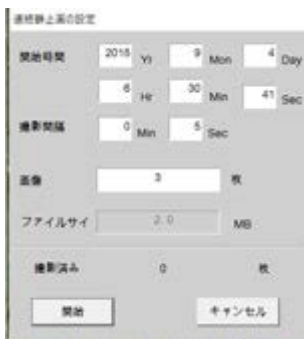 連続静止画の設定
開始時間 2015 Yr 9 Mon 4 Day
6 Hr 30 Min 41 Sec
撮影間隔 0 Min 5 Sec
画像 3 枚
ファイルサイ 2.0 MB
撮影済み 0 枚
開始 キャンセル